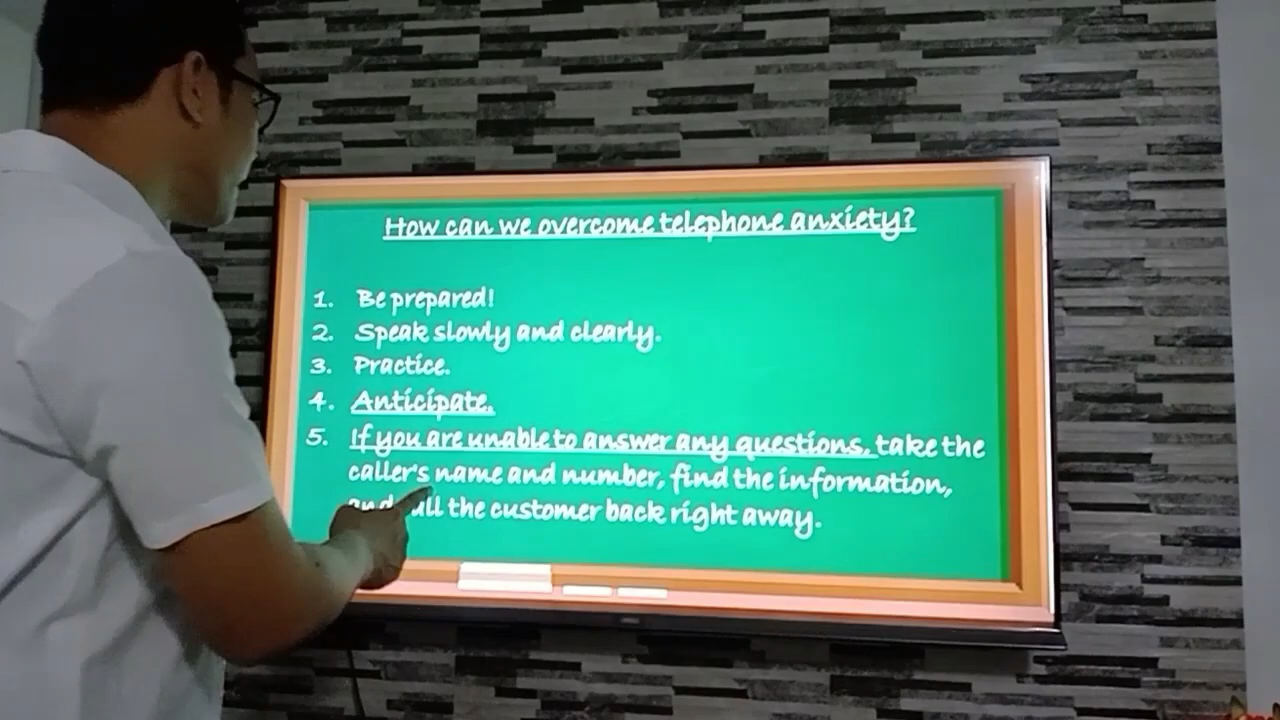 How can we overcome telephone anxiety?
1. Be prepared!
2. Speak slowly and clearly.
3. Practice.
4. Anticipate.
5. If you are unable to answer any questions, take the
caller's name and number, find the information,
and call the customer back right away.